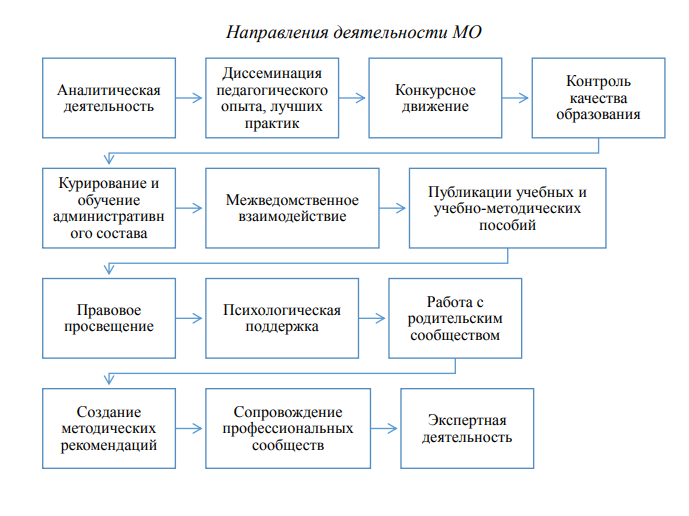 Направления деятельности МО
Аналитическая
деятельность
Диссеминация
педагогического
опыта, лучших
практик
Конкурсное
движение
Контроль
качества
образования
Курирование и
обучение
административн
ого состава
Межведомственное
взаимодействие
Публикации учебных и
учебно-методических
пособий
Правовое
просвещение
Психологическая
поддержка
Работа с
родительским
сообществом
Создание
методических
рекомендаций
Сопровождение
профессиональных
сообществ
Экспертная
деятельность